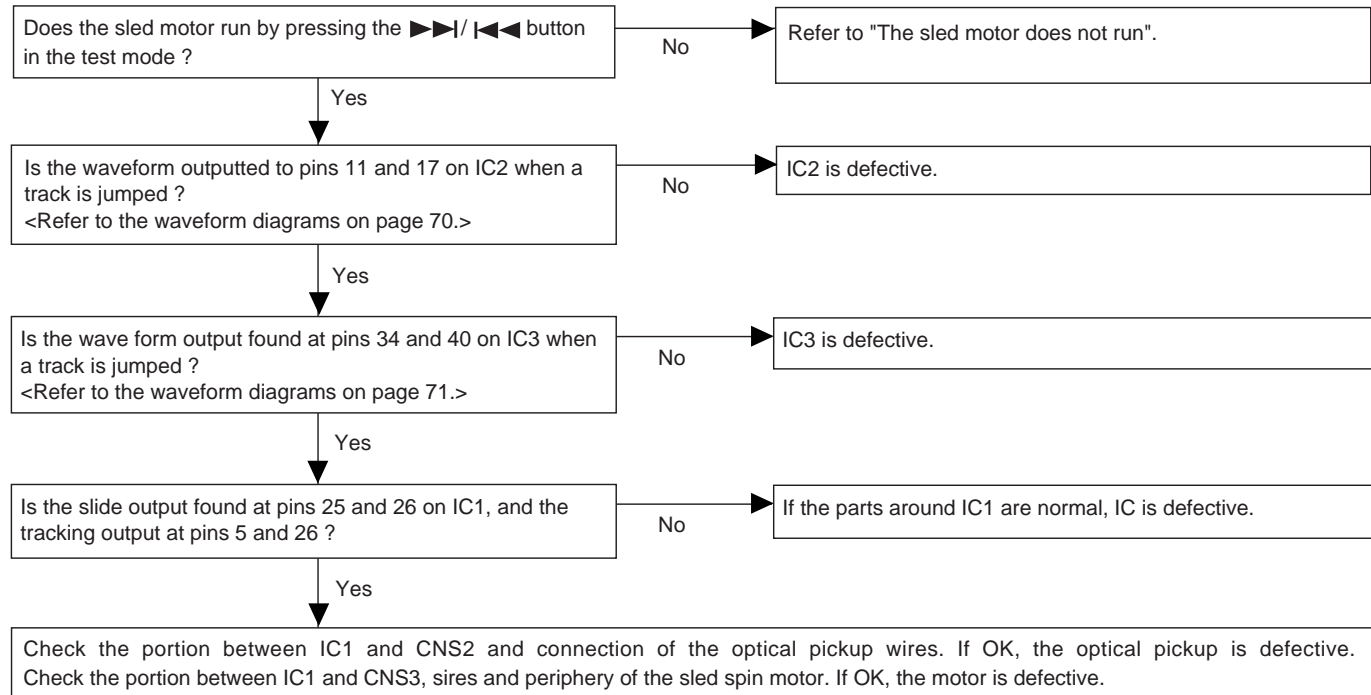 Does the sled motor run by pressing the ▶▶I/ I◀◀ button
in the test mode ?
No
Refer to "The sled motor does not run".
Yes
Is the waveform outputted to pins 11 and 17 on IC2 when a
track is jumped ?
<Refer to the waveform diagrams on page 70.>
No
IC2 is defective.
Yes
Is the wave form output found at pins 34 and 40 on IC3 when
a track is jumped ?
<Refer to the waveform diagrams on page 71.>
No
IC3 is defective.
Yes
Is the slide output found at pins 25 and 26 on IC1, and the
tracking output at pins 5 and 26 ?
No
If the parts around IC1 are normal, IC is defective.
Yes
Check the portion between IC1 and CNS2 and connection of the optical pickup wires. If OK, the optical pickup is defective.
Check the portion between IC1 and CNS3, sires and periphery of the sled spin motor. If OK, the motor is defective.